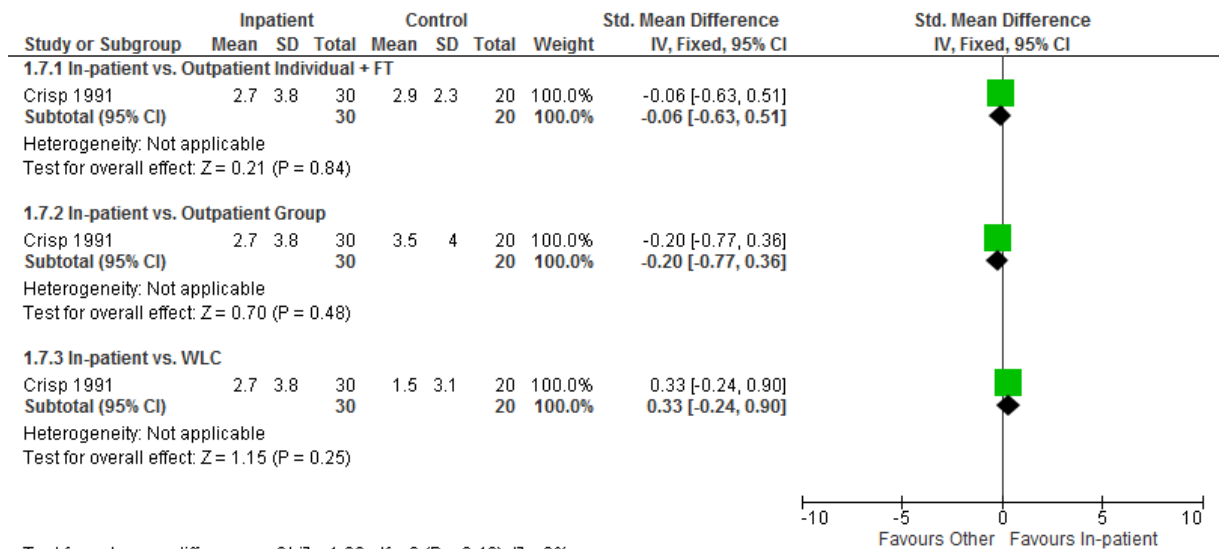 Inpatient Control Std. Mean Difference Std. Mean Difference
Study or Subgroup Mean SD Total Mean SD Total Weight IV, Fixed, 95% CI IV, Fixed, 95% CI
1.7.1 In-patient vs. Outpatient Individual + FT
Crisp 1991 2.7 3.8 30 2.9 2.3 20 100.0% -0.06 [-0.63, 0.51]
Subtotal (95% CI) 30 20 100.0% -0.06 [-0.63, 0.51]
Heterogeneity: Not applicable
Test for overall effect: Z = 0.21 (P = 0.84)
1.7.2 In-patient vs. Outpatient Group
Crisp 1991 2.7 3.8 30 3.5 4 20 100.0% -0.20 [-0.77, 0.36]
Subtotal (95% CI) 30 20 100.0% -0.20 [-0.77, 0.36]
Heterogeneity: Not applicable
Test for overall effect: Z = 0.70 (P = 0.48)
1.7.3 In-patient vs. WLC
Crisp 1991 2.7 3.8 30 1.5 3.1 20 100.0% 0.33 [-0.24, 0.90]
Subtotal (95% CI) 30 20 100.0% 0.33 [-0.24, 0.90]
Heterogeneity: Not applicable
Test for overall effect: Z = 1.15 (P = 0.25)
-10 -5 0 5 10
Favours Other Favours In-patient